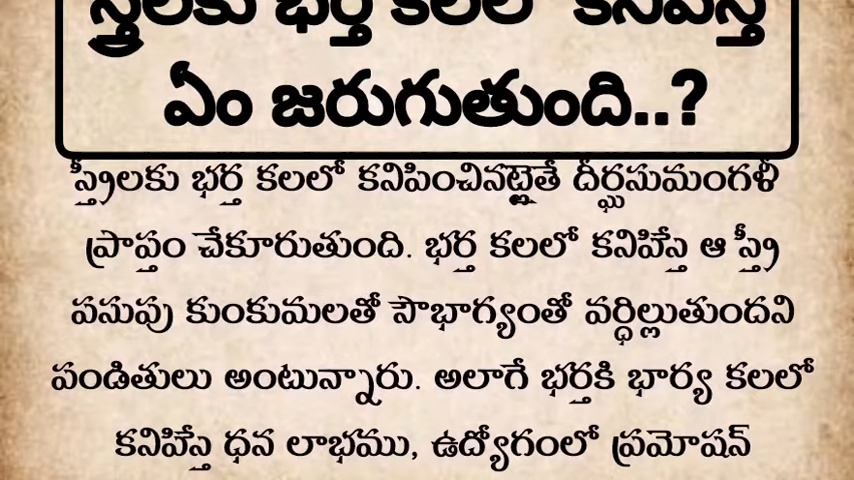 స్త్రీలకు భర్త కలలో కనిపిస్తే
ఏం జరుగుతుంది..?
స్త్రీలకు భర్త కలలో కనిపించినట్లైతే దీర్ఘసుమంగళీ
ప్రాప్తం చేకూరుతుంది. భర్త కలలో కనిపిస్తే ఆ స్త్రీ
పసుపు కుంకుమలతో సౌభాగ్యంతో వర్ధిల్లుతుందని
పండితులు అంటున్నారు. అలాగే భర్తకి భార్య కలలో
కనిపిస్తే ధన లాభము, ఉద్యోగంలో ప్రమోషన్